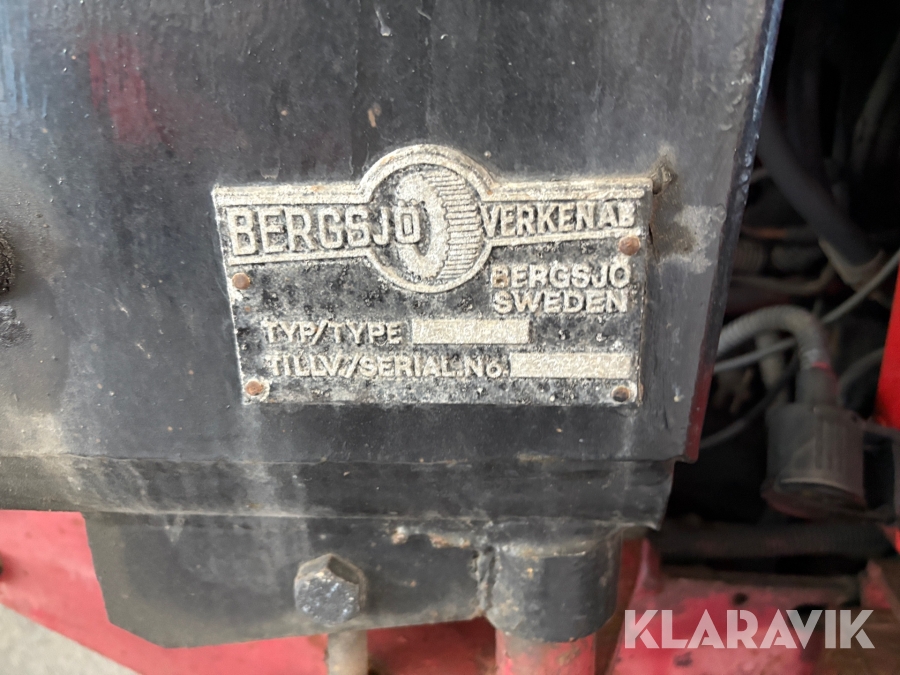 BERGSJÖ VERKEN AB
BERGSJÖ
SWEDEN
TYP/TYPE
TILLV./SERIAL.No.
KLARAVIK